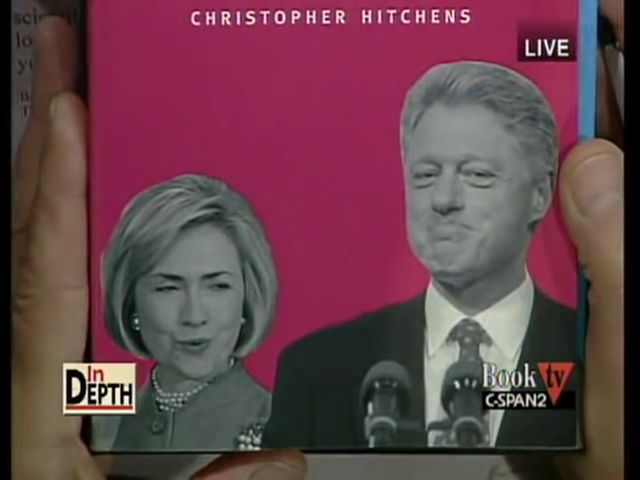 CHRISTOPHER HITCHENS
LIVE
In
DEPTH
Book tv
C-SPAN2